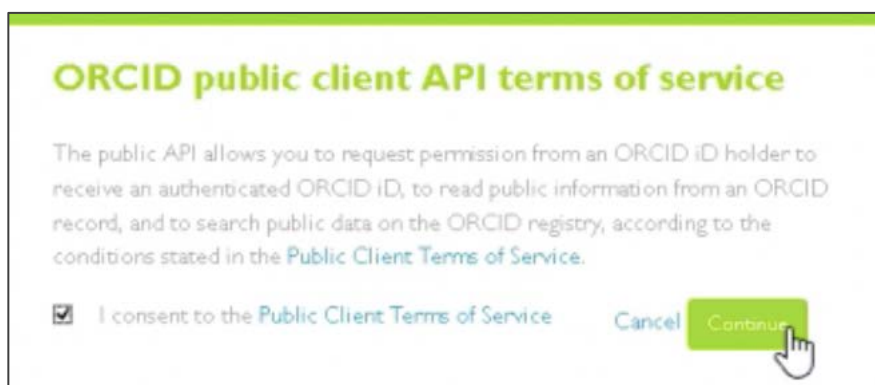 ORCID public client API terms of service
The public API allows you to request permission from an ORCID iD holder to
receive an authenticated ORCID iD, to read public information from an ORCID
record, and to search public data on the ORCID registry, according to the
conditions stated in the Public Client Terms of Service.
I consent to the Public Client Terms of Service Cancel Continue